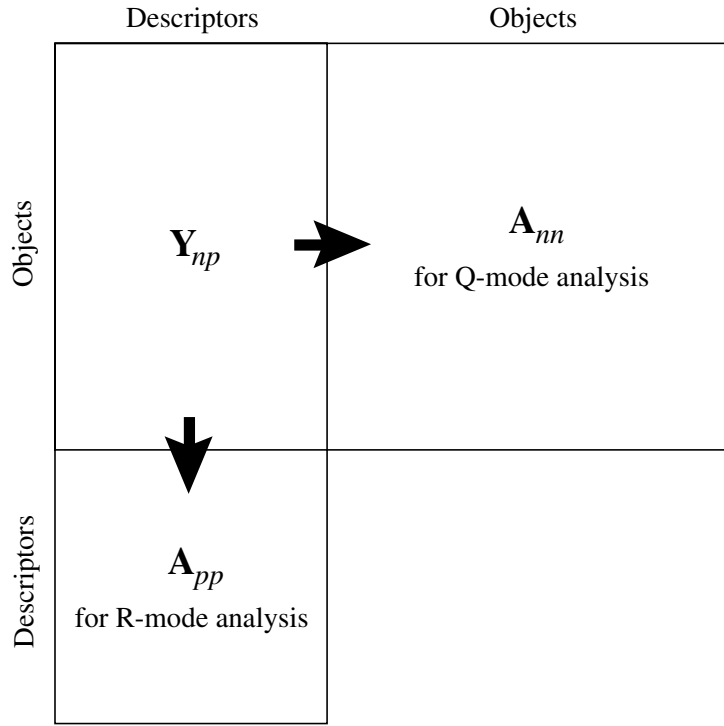 Descriptors
Objects
Objects
Y_np
A_nn
for Q-mode analysis
Descriptors
A_pp
for R-mode analysis